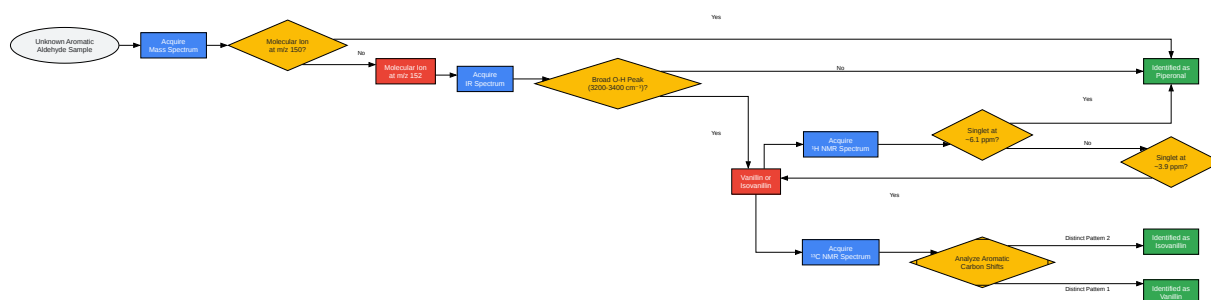 Yes
Unknown Aromatic
Aldehyde Sample
Acquire
Mass Spectrum
Molecular Ion
at m/z 150?
No
Molecular Ion
at m/z 152
Acquire
IR Spectrum
Broad O-H Peak
(3200-3400 cm⁻¹)?
No
Identified as
Piperonal
Yes
Yes
Acquire
¹H NMR Spectrum
Singlet at
~6.1 ppm?
No
Singlet at
~3.9 ppm?
Vanillin or
Isovanillin
Yes
Acquire
¹³C NMR Spectrum
Analyze Aromatic
Carbon Shifts
Distinct Pattern 2
Identified as
Isovanillin
Distinct Pattern 1
Identified as
Vanillin